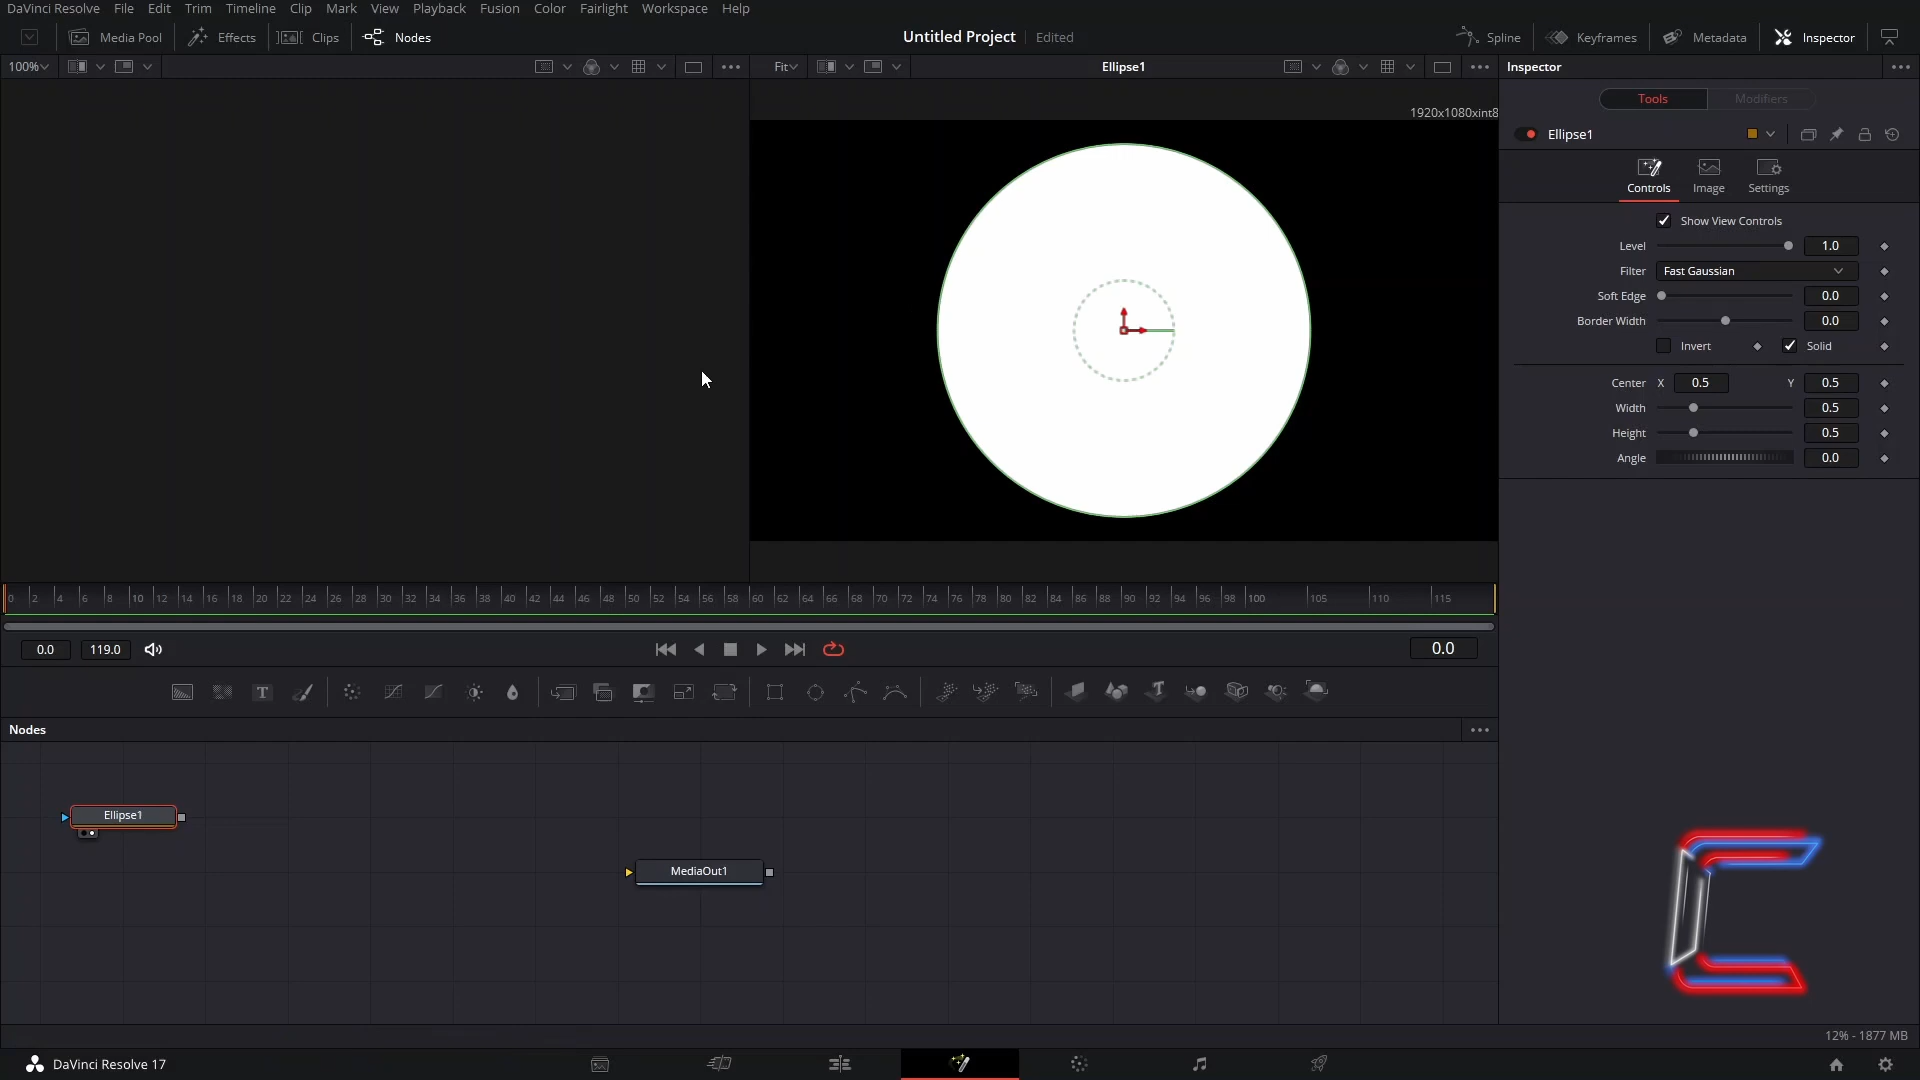 DaVinci Resolve File Edit Trim Timeline Clip Mark View Playback Fusion Color Fairlight Workspace Help
Media Pool Effects Clips Nodes Untitled Project Edited Spline Keyframes Metadata Inspector
100% Fit Ellipse1 Inspector
1920x1080xint8
Tools Modifiers
Ellipse1
Controls Image Settings
Show View Controls
Level 1.0
Filter Fast Gaussian
Soft Edge 0.0
Border Width 0.0
Invert Solid
Center X 0.5 Y 0.5
Width 0.5
Height 0.5
Angle 0.0
0 2 4 6 8 10 12 14 16 18 20 22 24 26 28 30 32 34 36 38 40 42 44 46 48 50 52 54 56 58 60 62 64 66 68 70 72 74 76 78 80 82 84 86 88 90 92 94 96 98 100 105 110 115
0.0 119.0 0.0
Nodes
Ellipse1
MediaOut1
12% - 1877 MB
DaVinci Resolve 17